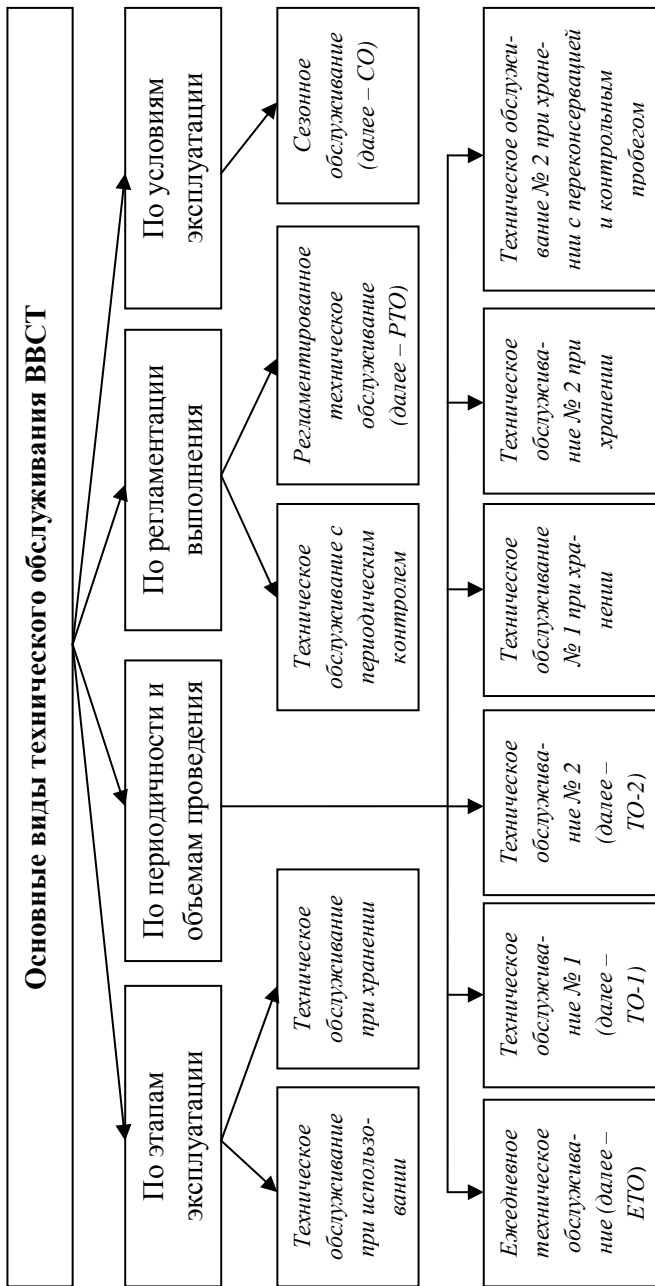 Основные виды технического обслуживания ВВСТ
По этапам
эксплуатации
По периодичности и
объемам проведения
По регламентации
выполнения
По условиям
эксплуатации
Техническое
обслуживание
при использо-
вании
Техническое
обслуживание
при хранении
Техническое
обслуживание с
периодическим
контролем
Регламентированное
техническое
обслуживание
(далее – РТО)
Сезонное
обслуживание
(далее – СО)
Ежедневное
техническое
обслужива-
ние (далее –
ЕТО)
Техническое
обслужива-
ние № 1
(далее –
ТО-1)
Техническое
обслужива-
ние № 2
(далее –
ТО-2)
Техническое
обслуживание
№ 1 при хра-
нении
Техническое
обслужива-
ние № 2 при
хранении
Техническое обслужи-
вание № 2 при хране-
нии с переконсервацией
и контрольным
пробегом